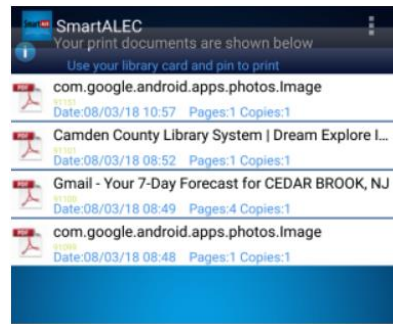 SmartALEC
Your print documents are shown below
Use your library card and pin to print
com.google.android.apps.photos.Image
91151
Date:08/03/18 10:57 Pages:1 Copies:1
Camden County Library System | Dream Explore I...
91101
Date:08/03/18 08:52 Pages:1 Copies:1
Gmail - Your 7-Day Forecast for CEDAR BROOK, NJ
91100
Date:08/03/18 08:49 Pages:4 Copies:1
com.google.android.apps.photos.Image
91099
Date:08/03/18 08:48 Pages:1 Copies:1